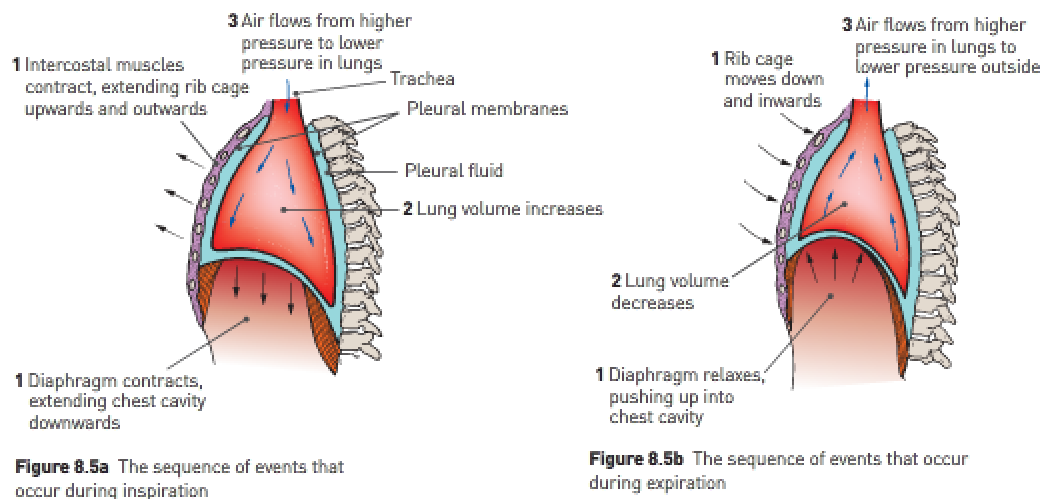 3 Air flows from higher
pressure to lower
pressure in lungs
1 Intercostal muscles
contract, extending rib cage
upwards and outwards
Trachea
Pleural membranes
Pleural fluid
2 Lung volume increases
1 Diaphragm contracts,
extending chest cavity
downwards
Figure 8.5a The sequence of events that
occur during inspiration
3 Air flows from higher
pressure in lungs to
lower pressure outside
1 Rib cage
moves down
and inwards
2 Lung volume
decreases
1 Diaphragm relaxes,
pushing up into
chest cavity
Figure 8.5b The sequence of events that occur
during expiration